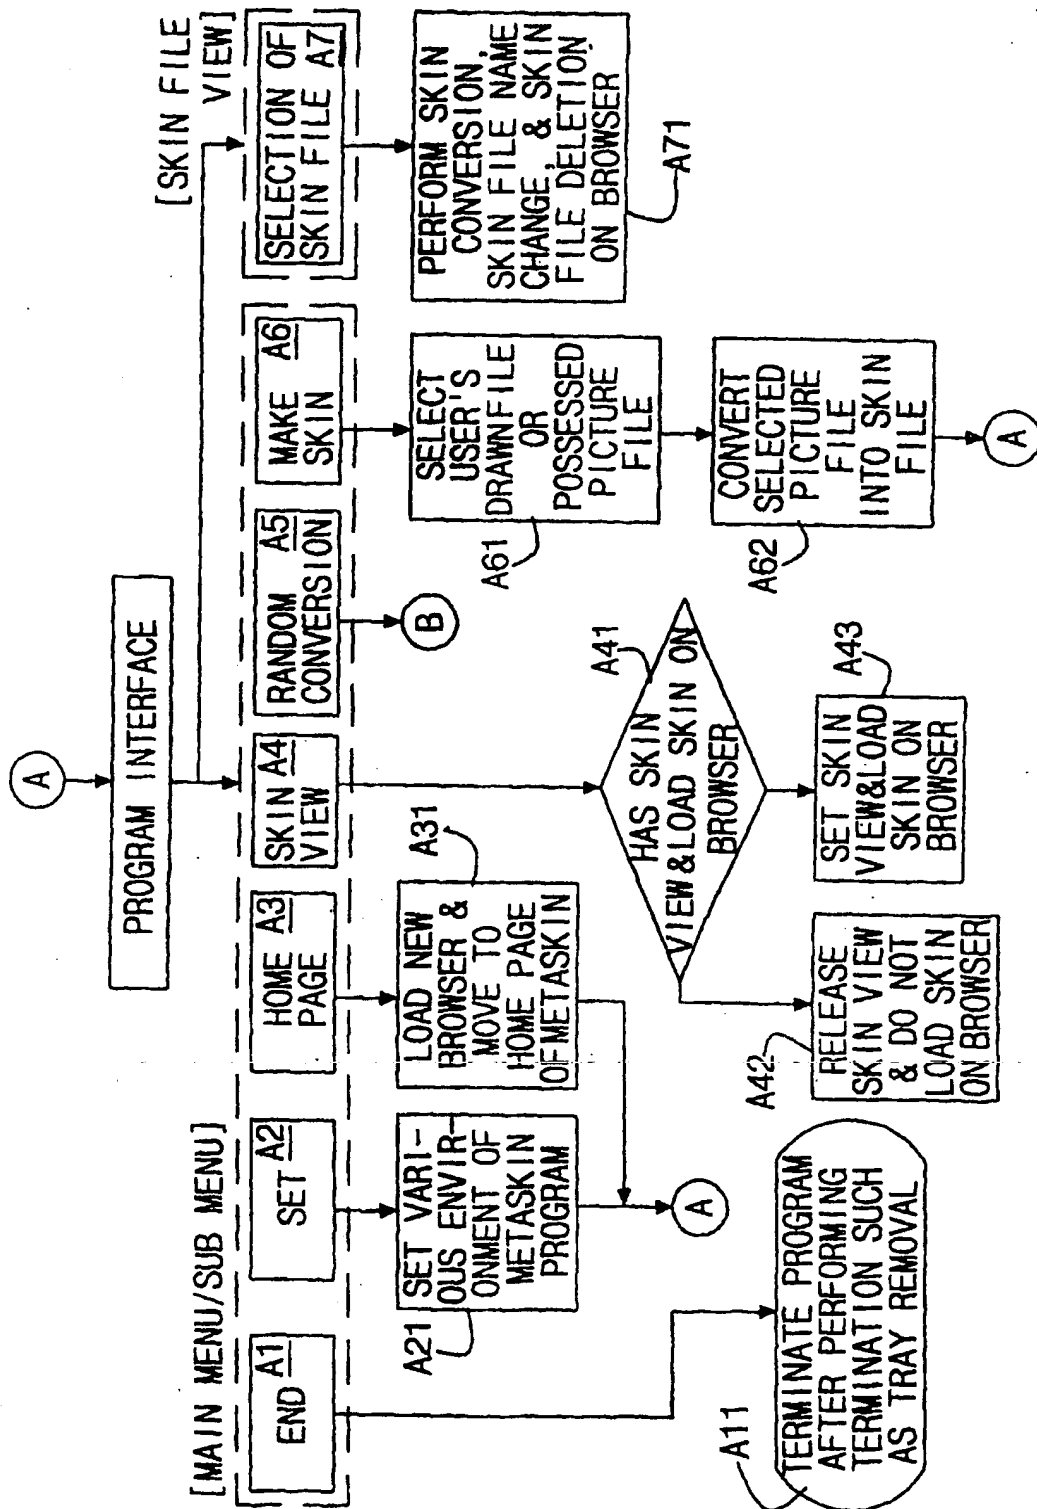 A
PROGRAM INTERFACE
[MAIN MENU/SUB MENU]
[SKIN FILE
VIEW]
END A1
SET A2
HOME A3
PAGE
SKIN A4
VIEW
RANDOM A5
CONVERSION
MAKE A6
SKIN
SELECTION OF
SKIN FILE A7
A11
TERMINATE PROGRAM
AFTER PERFORMING
TERMINATION SUCH
AS TRAY REMOVAL
A21
SET VARI-
OUS ENVIR-
ONMENT OF
METASKIN
PROGRAM
A31
LOAD NEW
BROWSER &
MOVE TO
HOME PAGE
OFMETASKIN
A
A41
HAS SKIN
VIEW&LOAD SKIN ON
BROWSER
A42
RELEASE
SKIN VIEW
& DO NOT
LOAD SKIN
ON BROWSER
A43
SET SKIN
VIEW&LOAD
SKIN ON
BROWSER
B
A61
SELECT
USER'S
DRAWNFILE
OR
POSSESSED
PICTURE
FILE
A62
CONVERT
SELECTED
PICTURE
FILE
INTO SKIN
FILE
A
PERFORM SKIN
CONVERSION,
SKIN FILE NAME
CHANGE, & SKIN
FILE DELETION
ON BROWSER
A71